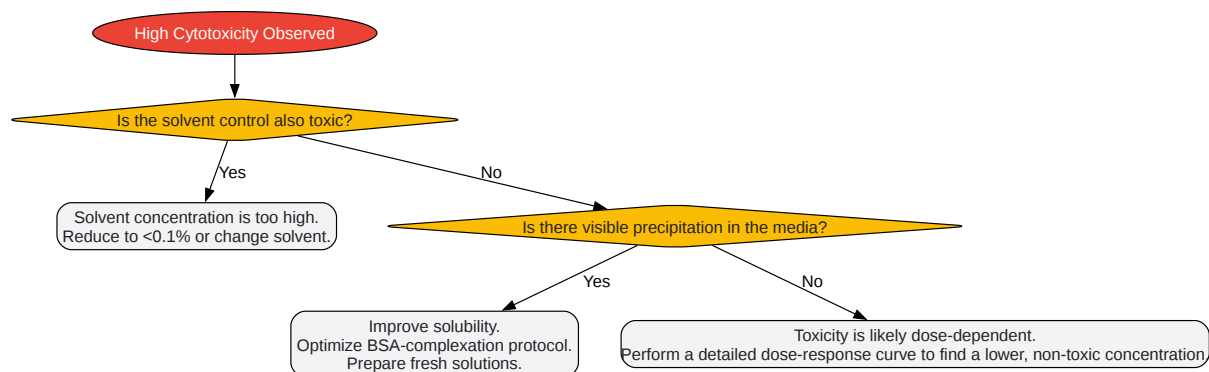 High Cytotoxicity Observed
Is the solvent control also toxic?
Yes
No
Solvent concentration is too high.
Reduce to <0.1% or change solvent.
Is there visible precipitation in the media?
Yes
No
Improve solubility.
Optimize BSA-complexation protocol.
Prepare fresh solutions.
Toxicity is likely dose-dependent.
Perform a detailed dose-response curve to find a lower, non-toxic concentration.